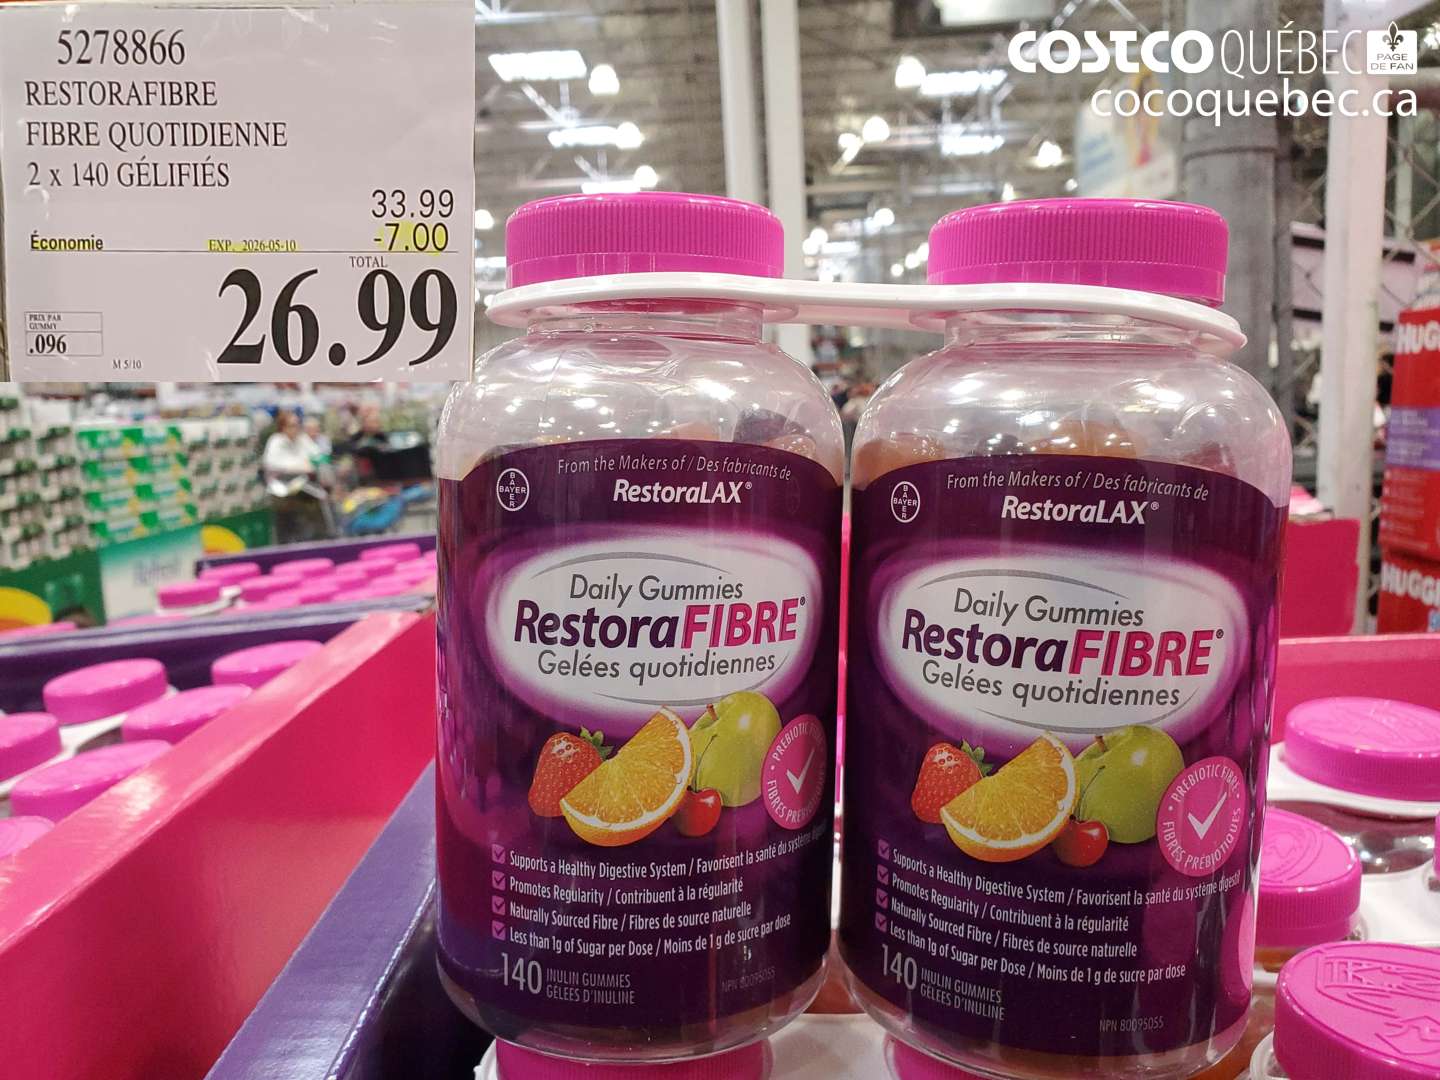 5278866
RESTORAFIBRE
FIBRE QUOTIDIENNE
2 x 140 GÉLIFIÉS
33.99
Économie EXP. 2026-05-10 -7.00
TOTAL
26.99
PRIX PAR
GUMMY
.096
M 5/10
COSTCO QUÉBEC PAGE DE FAN
cocoquebec.ca
BAYER
BAYER
From the Makers of / Des fabricants de
RestoraLAX®
Daily Gummies
RestoraFIBRE®
Gelées quotidiennes
PREBIOTIC
FIBRES
Supports a Healthy Digestive System / Favorisent la santé du système
Promotes Regularity / Contribuent à la régularité
Naturally Sourced Fibre / Fibres de source naturelle
Less than 1g of Sugar per Dose / Moins de 1 g de sucre par dose
140 INULIN GUMMIES
GELÉES D'INULINE
NPN 80095055
BAYER
BAYER
From the Makers of / Des fabricants de
RestoraLAX®
Daily Gummies
RestoraFIBRE®
Gelées quotidiennes
PREBIOTIC FIBRE
FIBRES PRÉBIOTIQUES
Supports a Healthy Digestive System / Favorisent la santé du système digestif
Promotes Regularity / Contribuent à la régularité
Naturally Sourced Fibre / Fibres de source naturelle
Less than 1g of Sugar per Dose / Moins de 1 g de sucre par dose
140 INULIN GUMMIES
GELÉES D'INULINE
NPN 80095055
HUGG
HUGGE